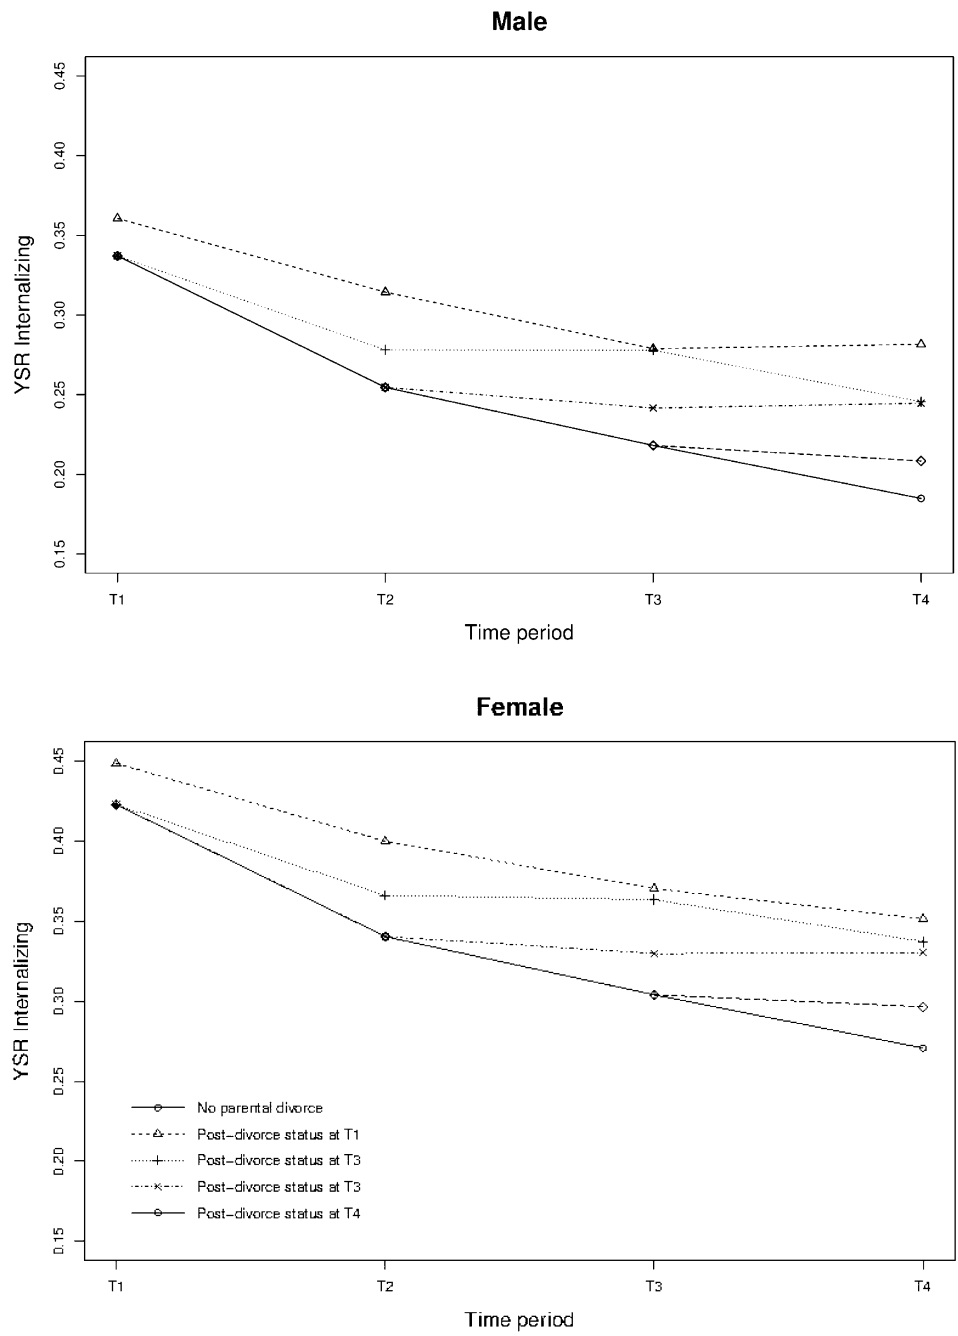 Male
0.45
0.40
0.35
0.30
0.25
0.20
0.15
YSR Internalizing
T1 T2 T3 T4
Time period
Female
0.45
0.40
0.35
0.30
0.25
0.20
0.15
YSR Internalizing
No parental divorce
Post-divorce status at T1
Post-divorce status at T3
Post-divorce status at T3
Post-divorce status at T4
T1 T2 T3 T4
Time period